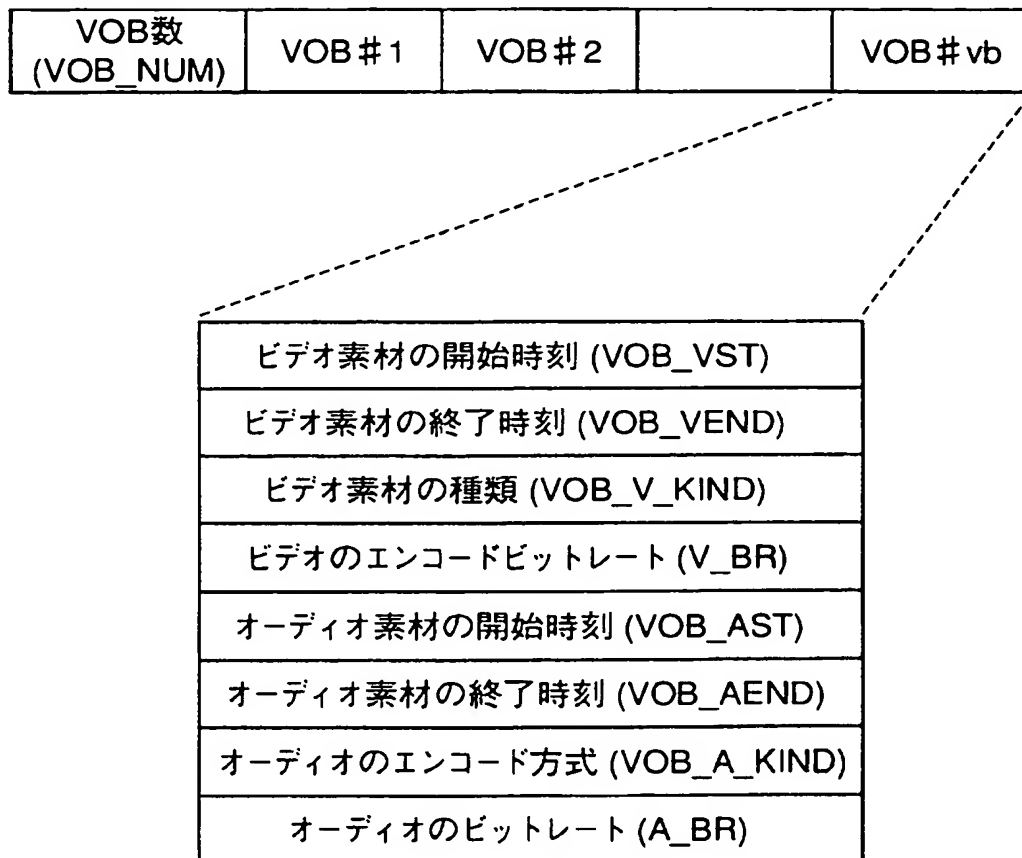 VOB数
(VOB_NUM)
VOB♯1
VOB♯2
VOB♯vb
ビデオ素材の開始時刻 (VOB_VST)
ビデオ素材の終了時刻 (VOB_VEND)
ビデオ素材の種類 (VOB_V_KIND)
ビデオのエンコードビットレート (V_BR)
オーディオ素材の開始時刻 (VOB_AST)
オーディオ素材の終了時刻 (VOB_AEND)
オーディオのエンコード方式 (VOB_A_KIND)
オーディオのビットレート (A_BR)